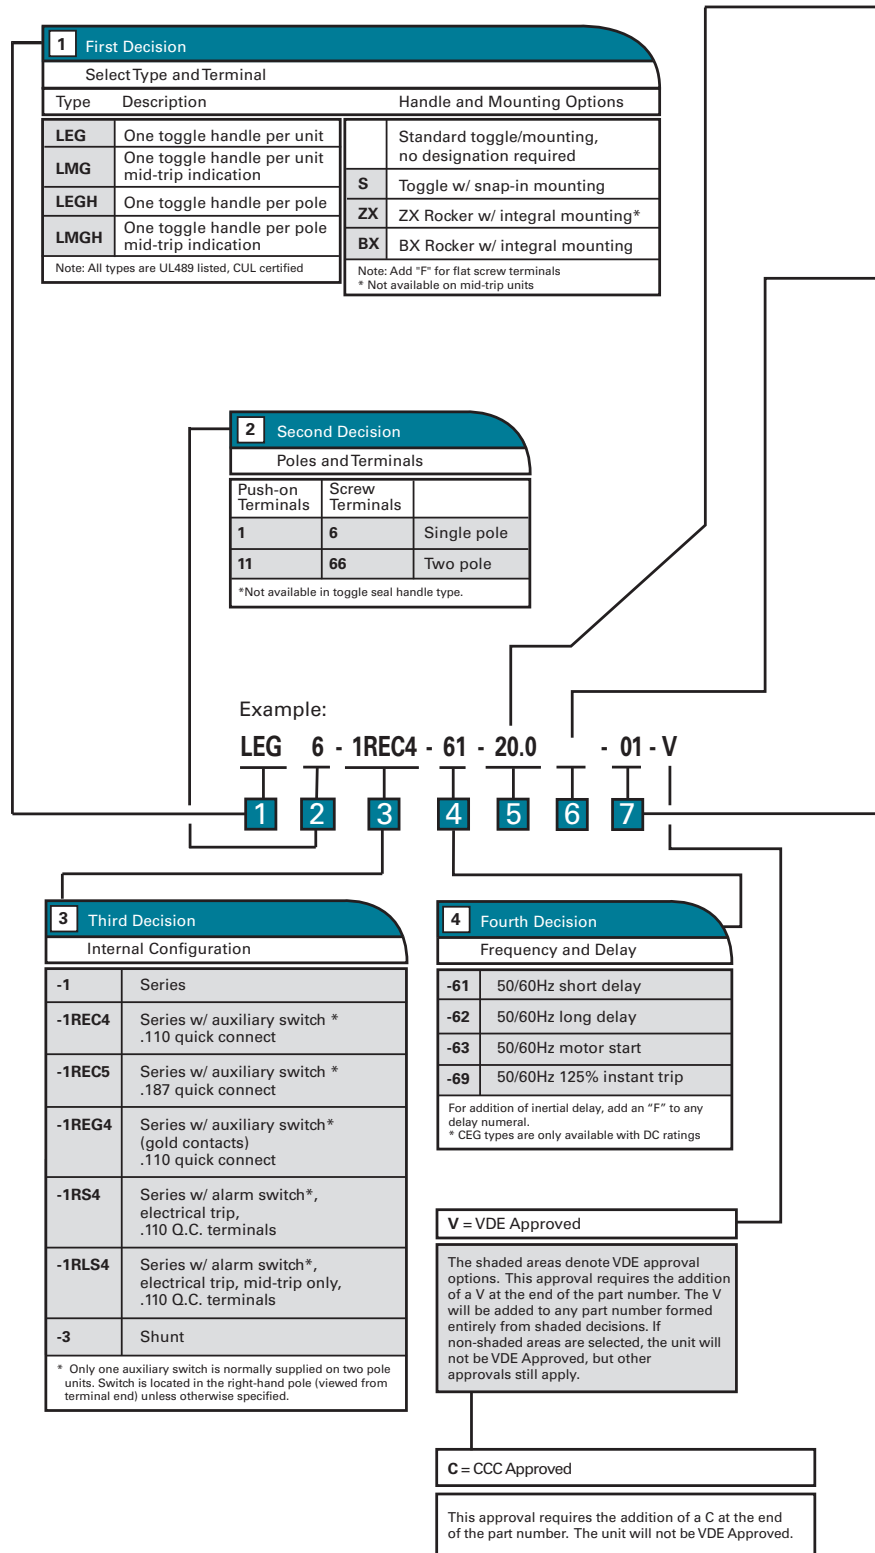 1 First Decision
Select Type and Terminal
Type Description Handle and Mounting Options
LEG One toggle handle per unit
LMG One toggle handle per unit
mid-trip indication
LEGH One toggle handle per pole
LMGH One toggle handle per pole
mid-trip indication
Note: All types are UL489 listed, CUL certified
Standard toggle/mounting,
no designation required
S Toggle w/ snap-in mounting
ZX ZX Rocker w/ integral mounting*
BX BX Rocker w/ integral mounting
Note: Add "F" for flat screw terminals
* Not available on mid-trip units
2 Second Decision
Poles and Terminals
Push-on Screw
Terminals Terminals
1 6 Single pole
11 66 Two pole
*Not available in toggle seal handle type.
Example:
LEG 6 - 1REC4 - 61 - 20.0 - 01 - V
1 2 3 4 5 6 7
3 Third Decision
Internal Configuration
-1 Series
-1REC4 Series w/ auxiliary switch *
.110 quick connect
-1REC5 Series w/ auxiliary switch *
.187 quick connect
-1REG4 Series w/ auxiliary switch*
(gold contacts)
.110 quick connect
-1RS4 Series w/ alarm switch*,
electrical trip,
.110 Q.C. terminals
-1RLS4 Series w/ alarm switch*,
electrical trip, mid-trip only,
.110 Q.C. terminals
-3 Shunt
* Only one auxiliary switch is normally supplied on two pole
units. Switch is located in the right-hand pole (viewed from
terminal end) unless otherwise specified.
4 Fourth Decision
Frequency and Delay
-61 50/60Hz short delay
-62 50/60Hz long delay
-63 50/60Hz motor start
-69 50/60Hz 125% instant trip
For addition of inertial delay, add an “F” to any
delay numeral.
* CEG types are only available with DC ratings
V = VDE Approved
The shaded areas denote VDE approval
options. This approval requires the addition
of a V at the end of the part number. The V
will be added to any part number formed
entirely from shaded decisions. If
non-shaded areas are selected, the unit will
not be VDE Approved, but other
approvals still apply.
C = CCC Approved
This approval requires the addition of a C at the end
of the part number. The unit will not be VDE Approved.